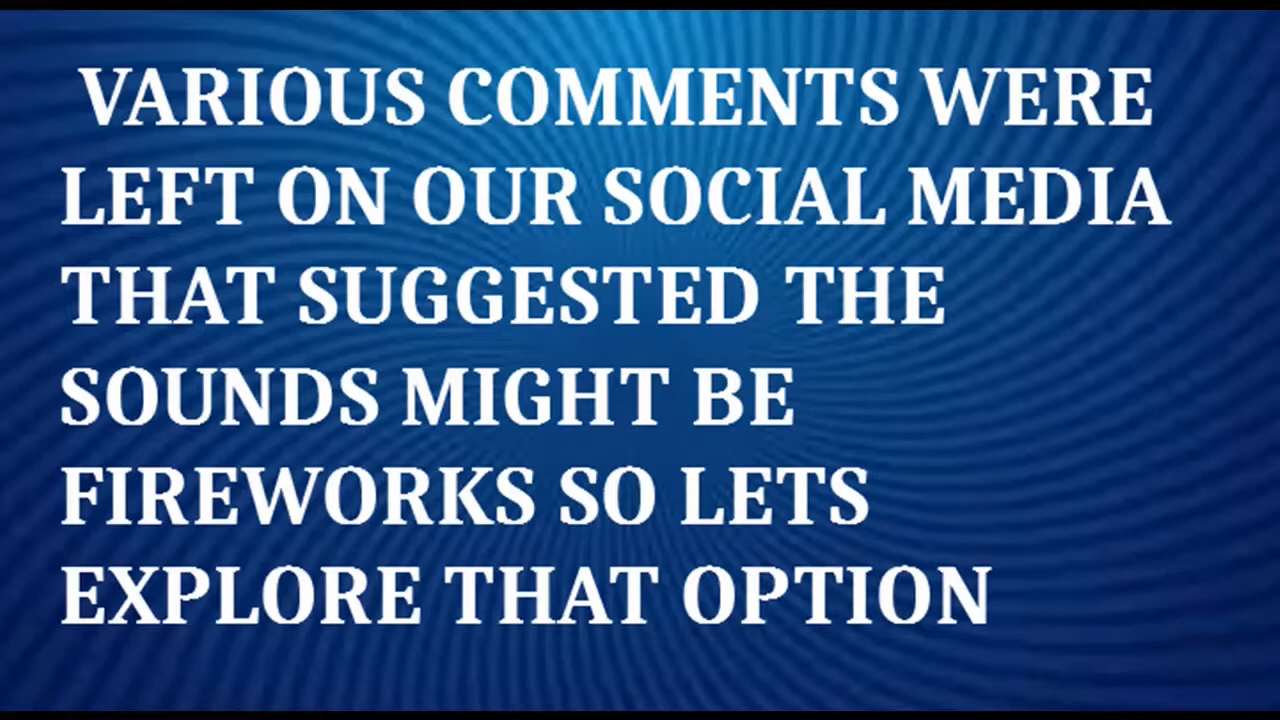 VARIOUS COMMENTS WERE
LEFT ON OUR SOCIAL MEDIA
THAT SUGGESTED THE
SOUNDS MIGHT BE
FIREWORKS SO LETS
EXPLORE THAT OPTION